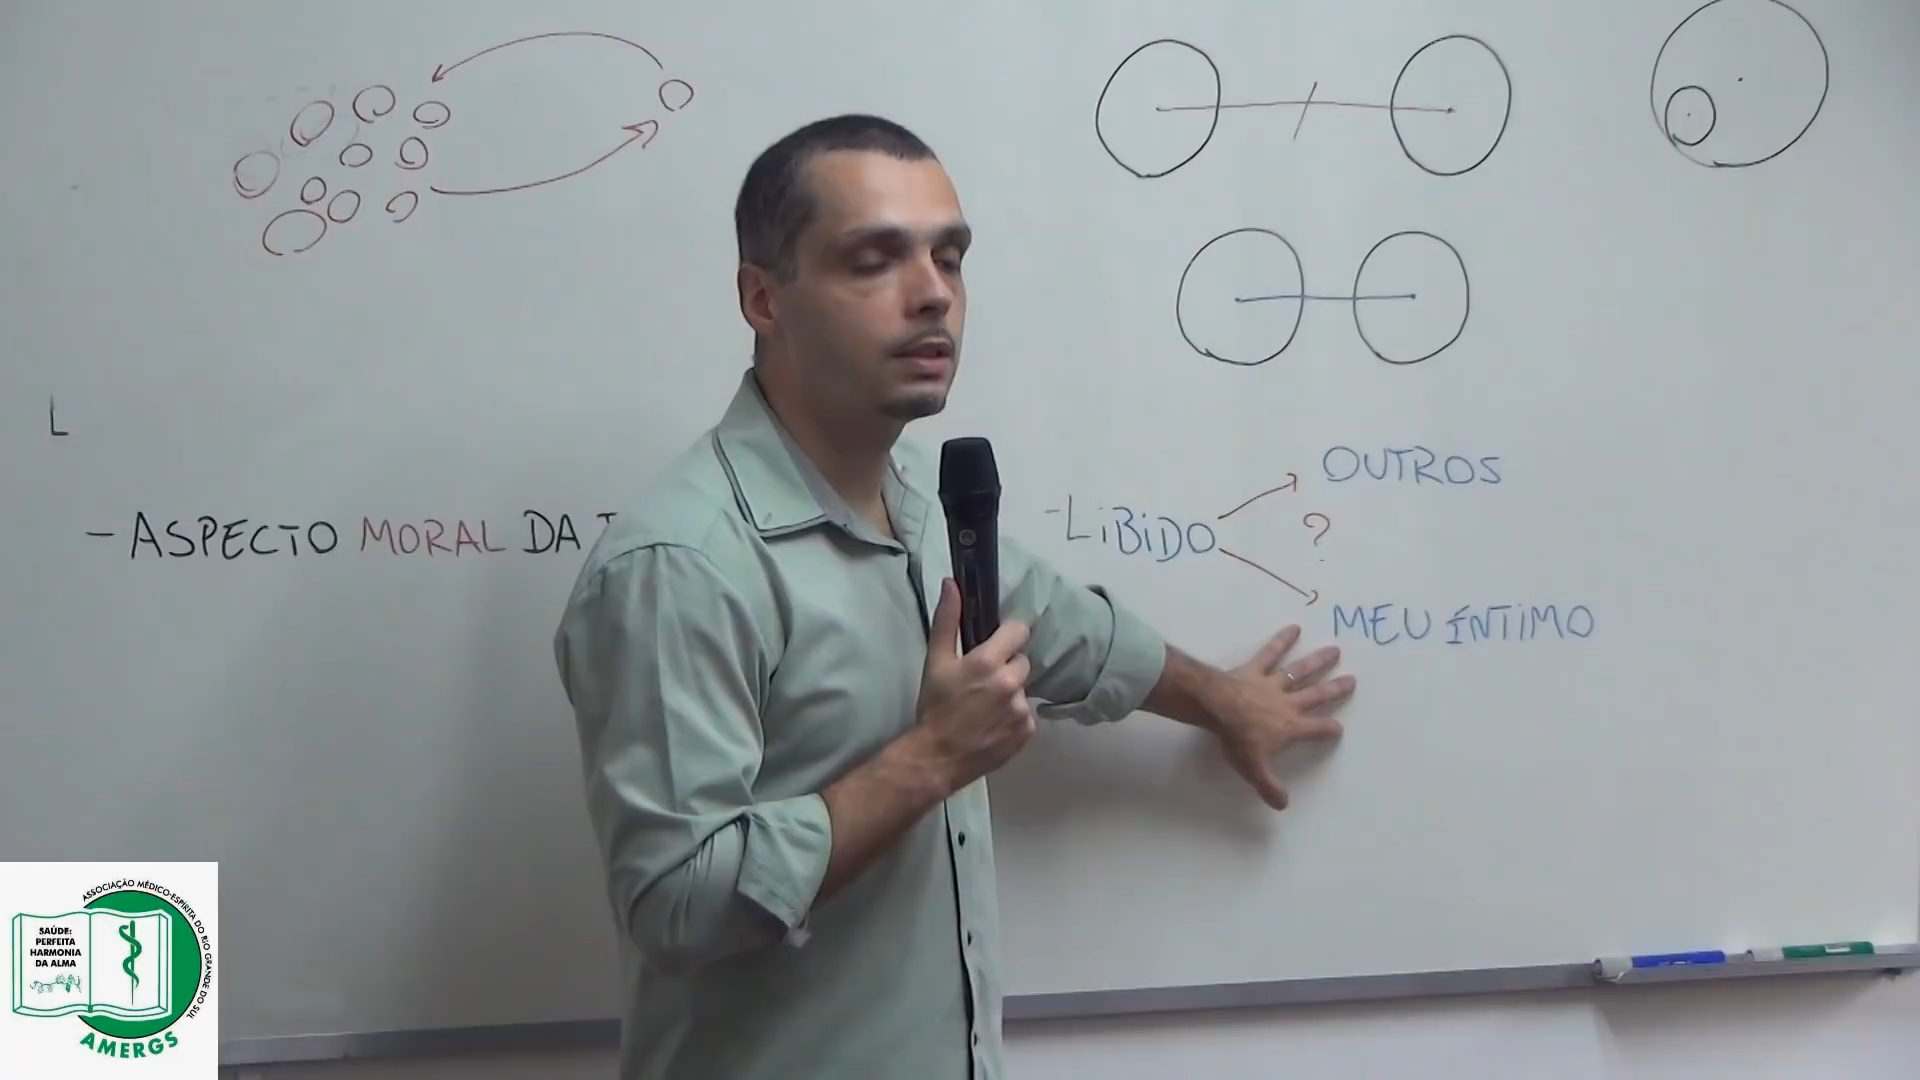 L
- ASPECTO MORAL DA
- LIBIDO
OUTROS
?
MEU ÍNTIMO
ASSOCIAÇÃO MÉDICO-ESPÍRITA DO RIO GRANDE DO SUL
SAÚDE:
PERFEITA
HARMONIA
DA ALMA
AMERGS